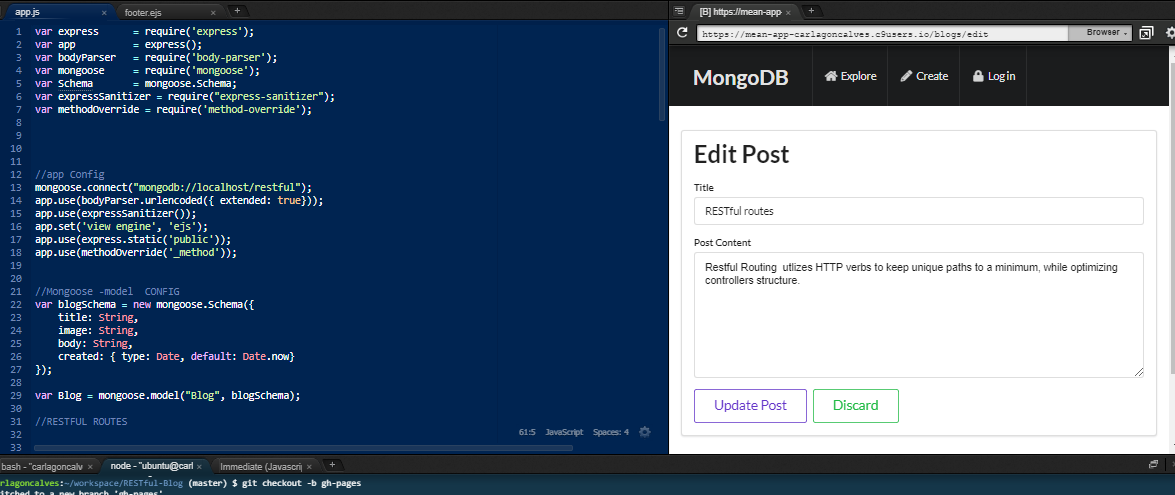 app.js
footer.ejs
[B] https://mean-app-
1 var express = require('express');
2 var app = express();
3 var bodyParser = require('body-parser');
4 var mongoose = require('mongoose');
5 var Schema = mongoose.Schema;
6 var expressSanitizer = require("express-sanitizer");
7 var methodOverride = require('method-override');
8
9
10
11
12 //app Config
13 mongoose.connect("mongodb://localhost/restful");
14 app.use(bodyParser.urlencoded({ extended: true}));
15 app.use(expressSanitizer());
16 app.set('view engine', 'ejs');
17 app.use(express.static('public'));
18 app.use(methodOverride('_method'));
19
20
21 //Mongoose -model CONFIG
22 var blogSchema = new mongoose.Schema({
23 title: String,
24 image: String,
25 body: String,
26 created: { type: Date, default: Date.now}
27 });
28
29 var Blog = mongoose.model("Blog", blogSchema);
30
31 //RESTFUL ROUTES
32
33
61:5 JavaScript Spaces: 4
https://mean-app-carlagoncalves.c9users.io/blogs/edit
Browser
MongoDB
Explore
Create
Log in
Edit Post
Title
RESTful routes
Post Content
Restful Routing utlizes HTTP verbs to keep unique paths to a minimum, while optimizing
controllers structure.
Update Post
Discard
bash - "carlagoncalv
node - "ubuntu@carl
Immediate (Javascrip
rlagoncalves:~/workspace/RESTful-Blog (master) $ git checkout -b gh-pages
itched to a new branch 'gh-pages'